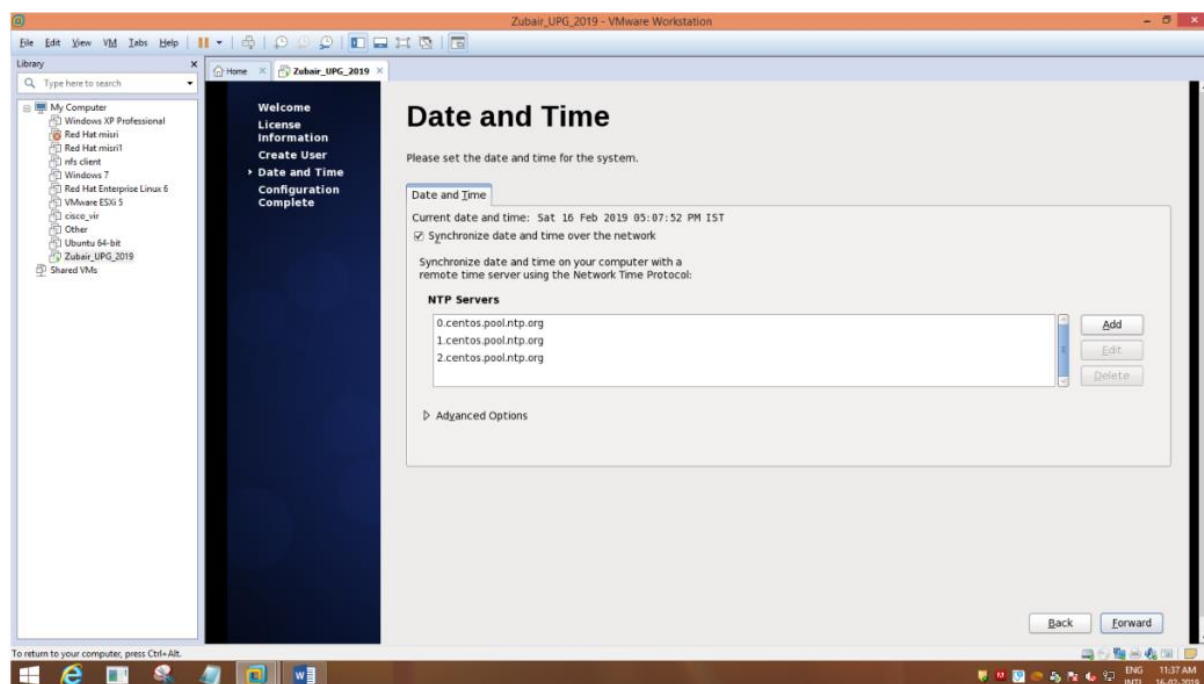 Zubair_UPG_2019 - VMware Workstation
File Edit View VM Tabs Help
Library
Type here to search
My Computer
Windows XP Professional
Red Hat misri
Red Hat misri1
nfs client
Windows 7
Red Hat Enterprise Linux 6
VMware ESXi 5
cisco_vir
Other
Ubuntu 64-bit
Zubair_UPG_2019
Shared VMs
Home Zubair_UPG_2019
Welcome
License
Information
Create User
Date and Time
Configuration
Complete
Date and Time
Please set the date and time for the system.
Date and Time
Current date and time: Sat 16 Feb 2019 05:07:52 PM IST
Synchronize date and time over the network
Synchronize date and time on your computer with a
remote time server using the Network Time Protocol:
NTP Servers
0.centos.pool.ntp.org
1.centos.pool.ntp.org
2.centos.pool.ntp.org
Add
Edit
Delete
Advanced Options
Back Forward
To return to your computer, press Ctrl+Alt.
ENG 11:37 AM
INTL 16-02-2019